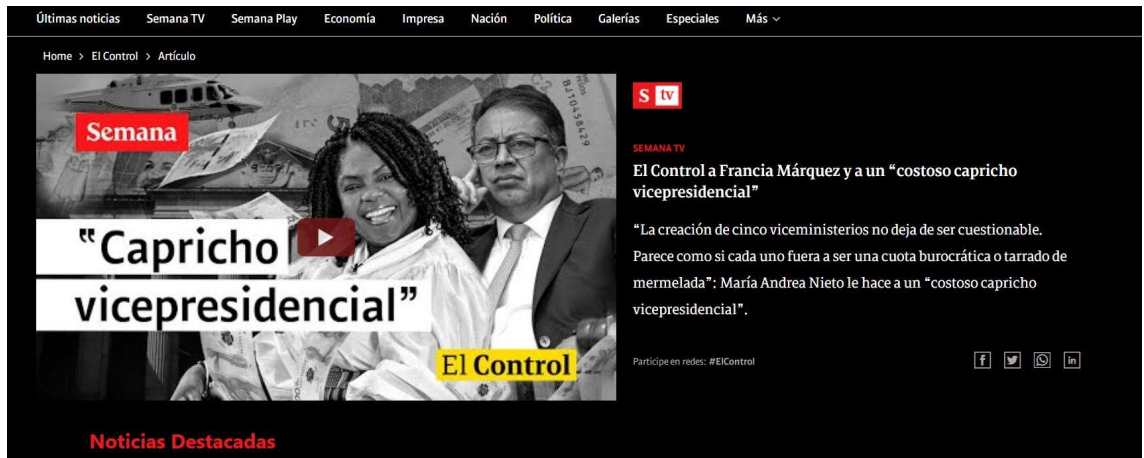 Últimas noticias Semana TV Semana Play Economía Impresa Nación Política Galerías Especiales Más
Home > El Control > Artículo
Semana
"Capricho
vicepresidencial"
El Control
S tv
SEMANA TV
El Control a Francia Márquez y a un “costoso capricho
vicepresidencial”
“La creación de cinco viceministerios no deja de ser cuestionable.
Parece como si cada uno fuera a ser una cuota burocrática o tarrado de
mermelada”: María Andrea Nieto le hace a un “costoso capricho
vicepresidencial”.
Participe en redes: #ElControl
Noticias Destacadas